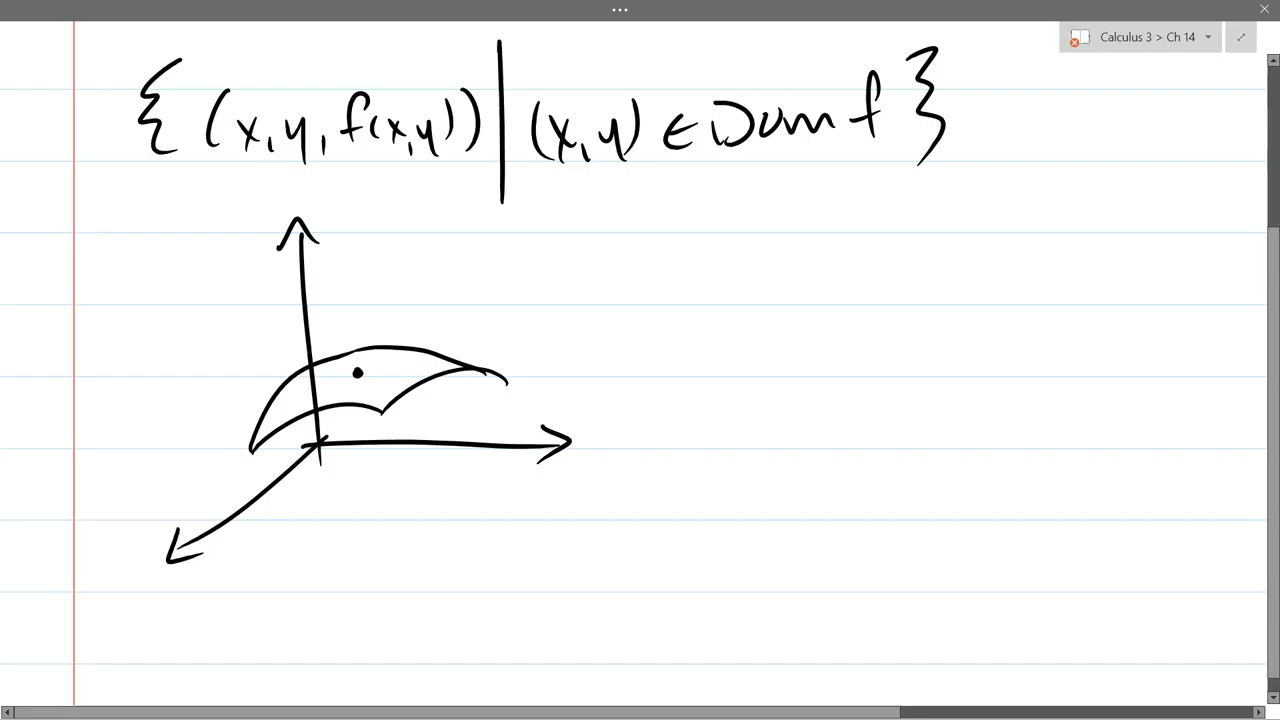 Calculus 3 > Ch 14
{ (x, y, f(x,y)) | (x, y) ∈ Dom f }